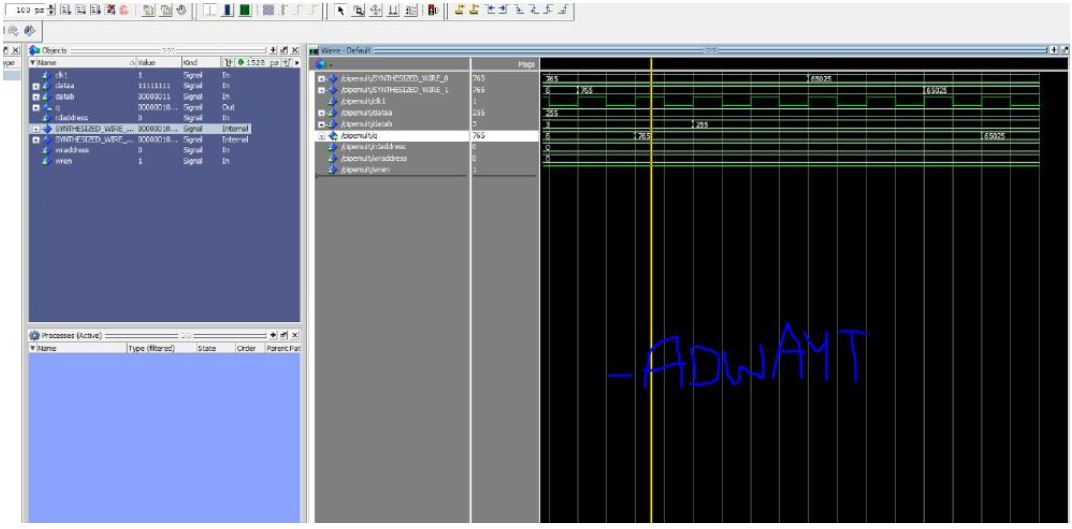 100 ps
Objects
Name Value Kind 1528 ps
clk1 1 Signal In
dataa 11111111 Signal In
datab 00000011 Signal In
q 00000010... Signal Out
rdaddress 0 Signal In
SYNTHESIZED_WIRE_... 00000010... Signal Internal
SYNTHESIZED_WIRE_... 00000010... Signal Internal
wraddress 0 Signal In
wren 1 Signal In
Processes (Active)
Name Type (filtered) State Order Parent Pat
Wave - Default
Msgs
/pipemult/SYNTHESIZED_WIRE_0 765 765 65025
/pipemult/SYNTHESIZED_WIRE_1 765 6 765 65025
/pipemult/clk1 1
/pipemult/dataa 255 255
/pipemult/datab 3 3 255
/pipemult/q 765 6 765 65025
/pipemult/rdaddress 0 0
/pipemult/wraddress 0 0
/pipemult/wren 1
-ADWAYT